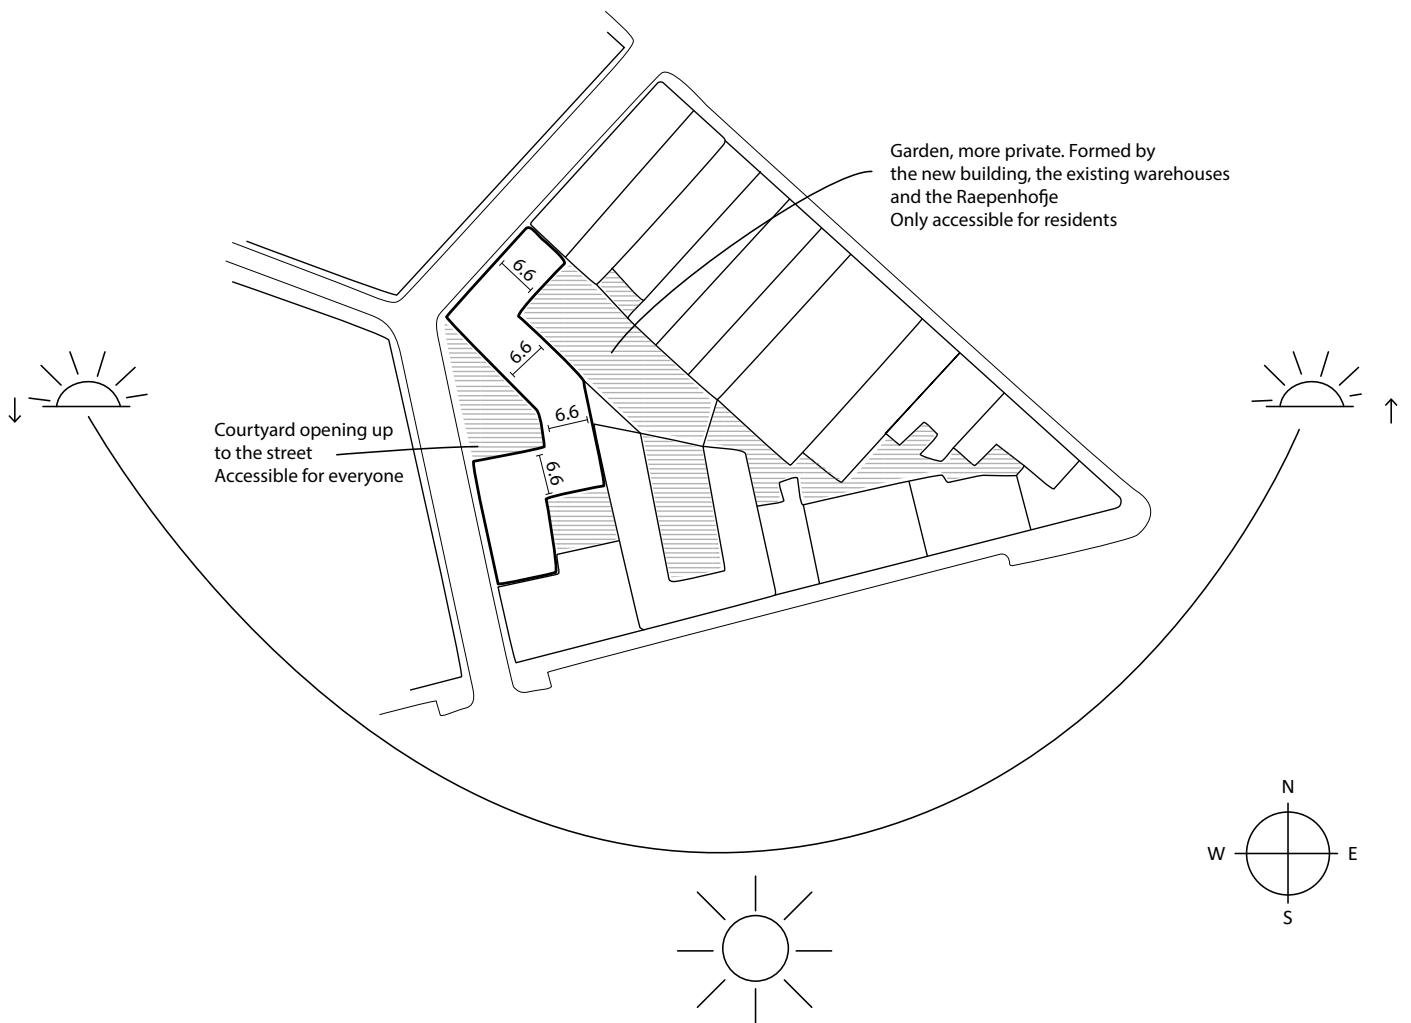 Garden, more private. Formed by
the new building, the existing warehouses
and the Raepenhofje
Only accessible for residents
6.6
6.6
6.6
6.6
Courtyard opening up
to the street
Accessible for everyone
N
W
E
S